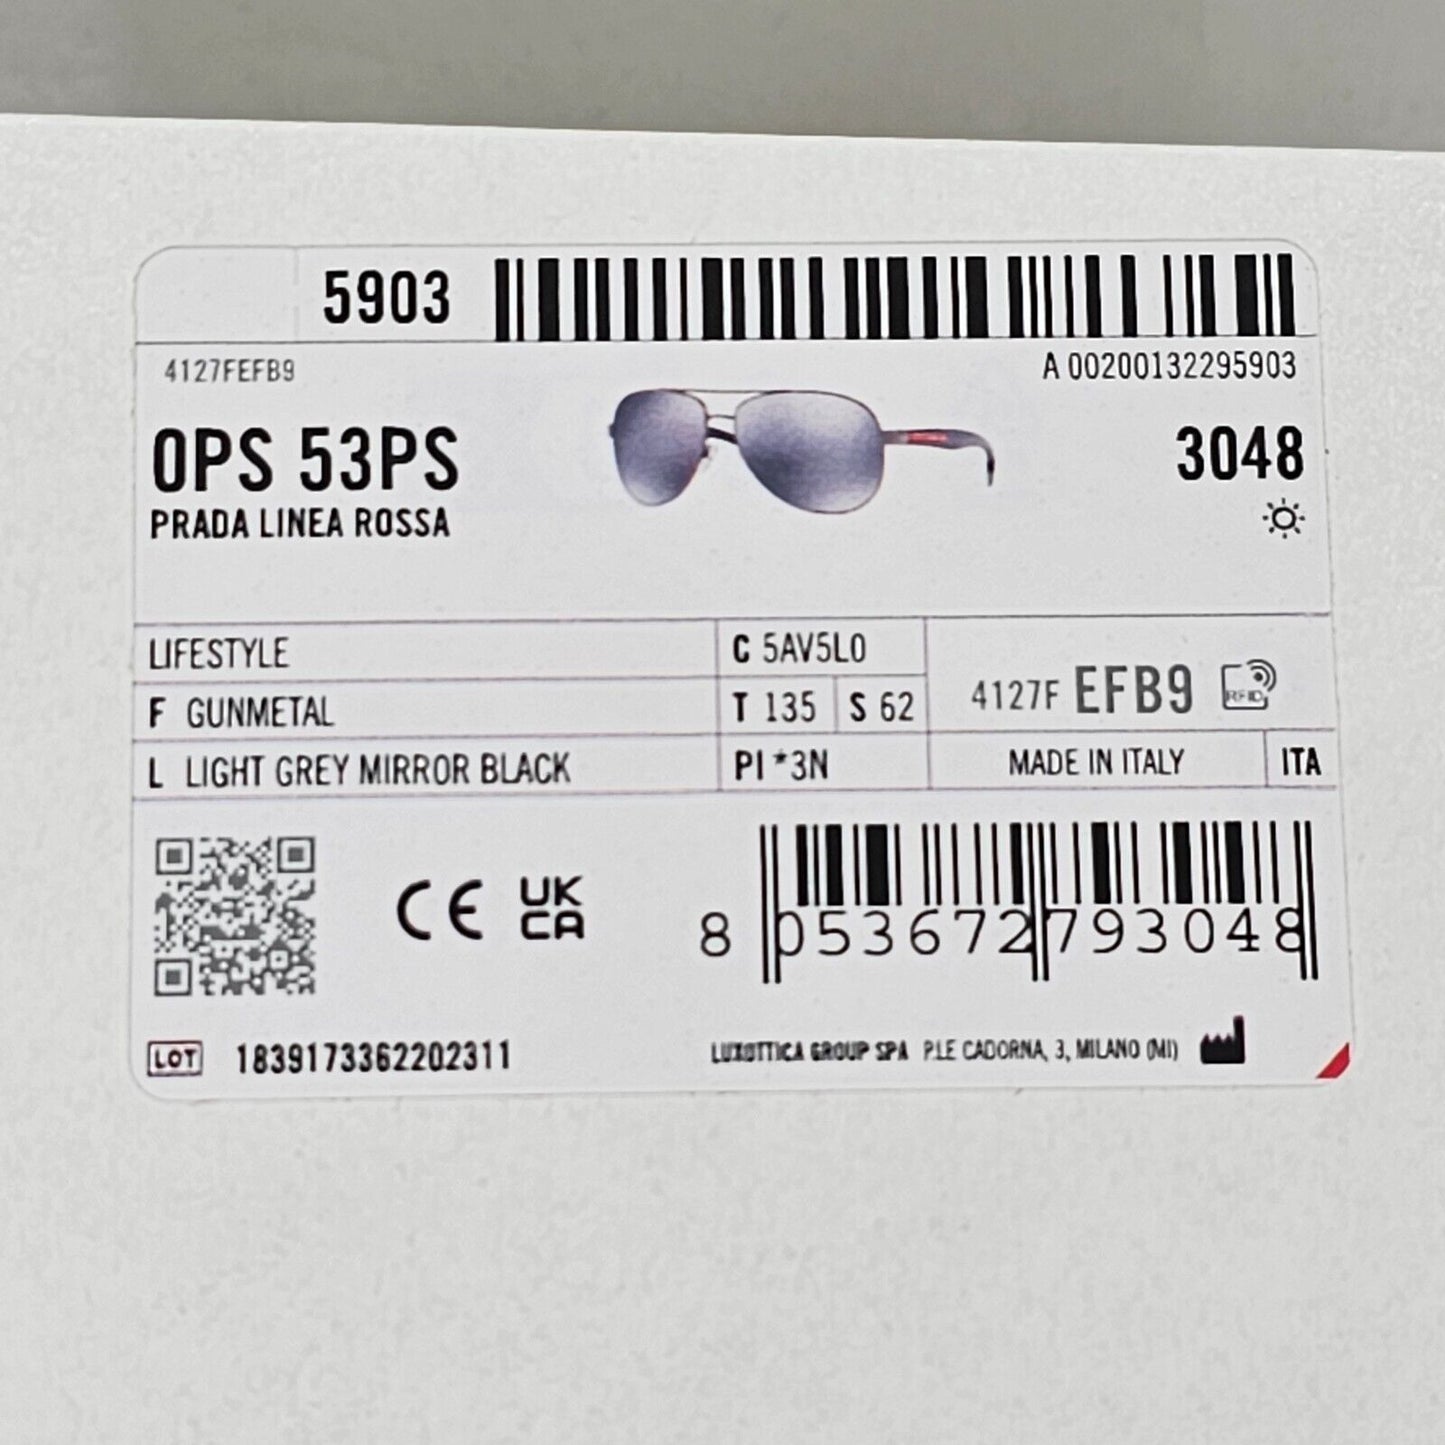 5903
4127FEFB9
A 00200132295903
0PS 53PS
3048
PRADA LINEA ROSSA
LIFESTYLE
C 5AV5L0
F GUNMETAL
T 135
S 62
4127F EFB9
RFID
L LIGHT GREY MIRROR BLACK
PI *3N
MADE IN ITALY
ITA
CE
UK
CA
8 053672 793048
LOT 1839173362202311
LUXOTTICA GROUP SPA P.LE CADORNA, 3, MILANO (MI)